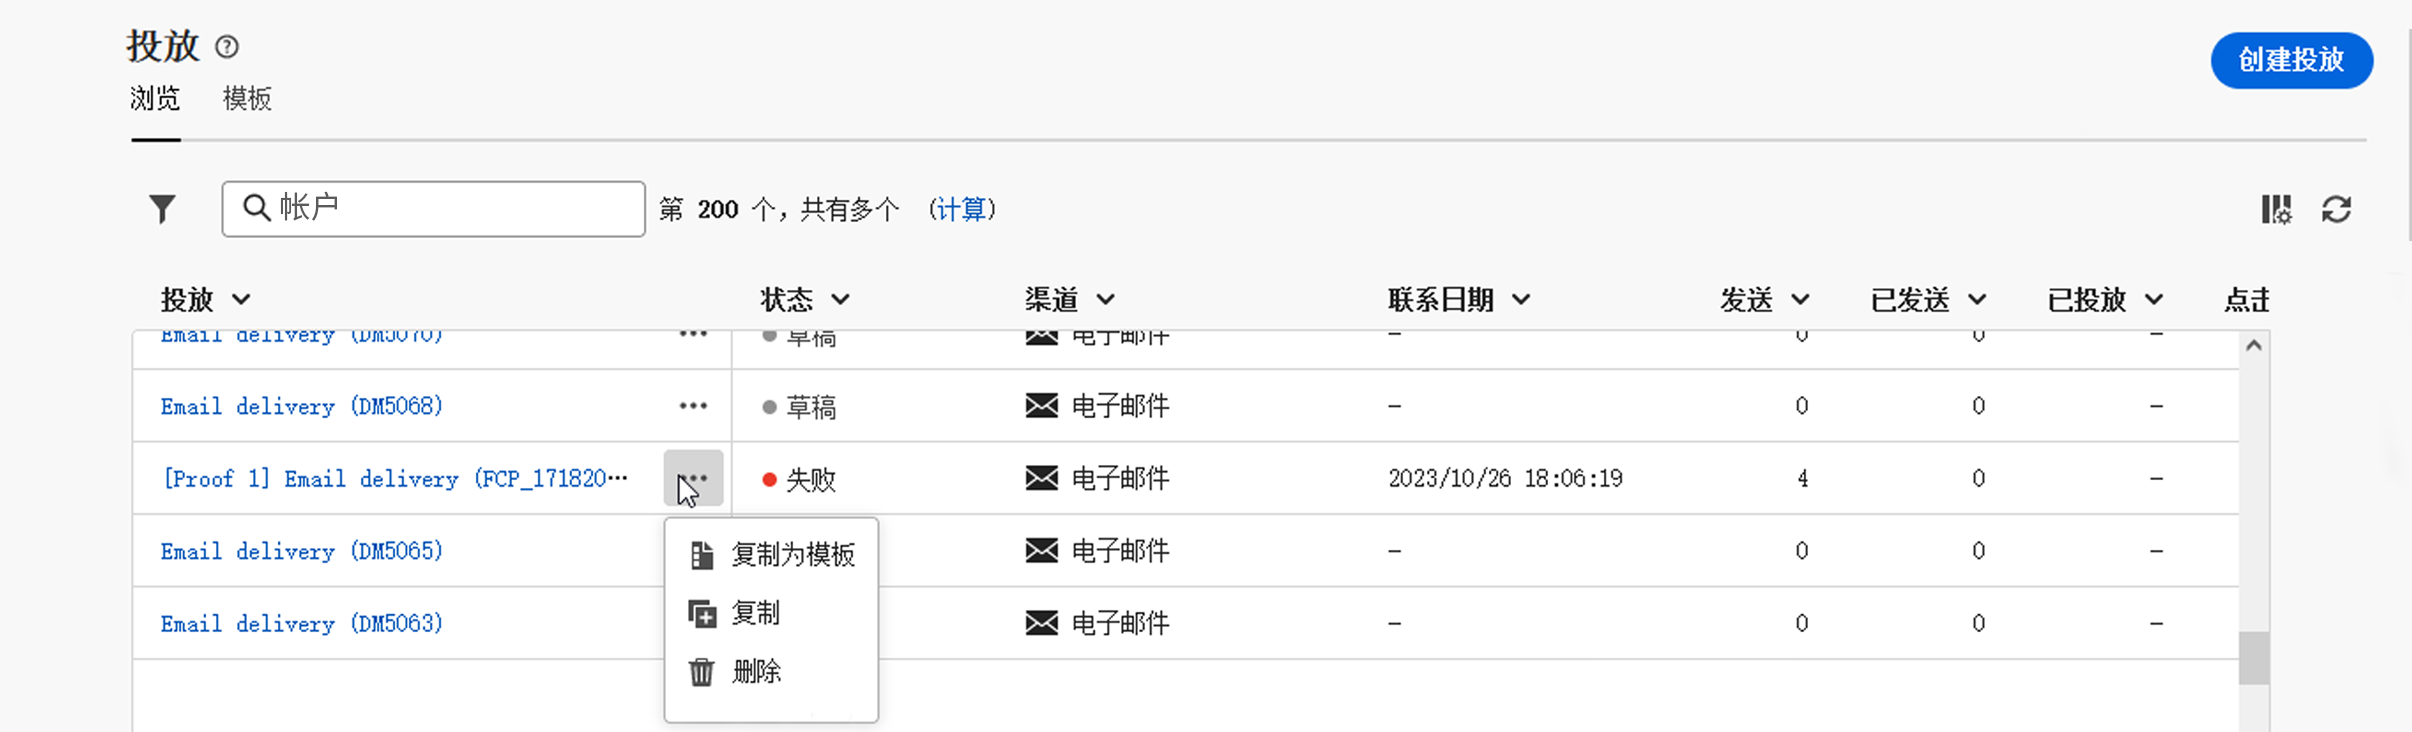 投放
创建投放
浏览 模板
帐户 第 200 个，共有多个 (计算)
投放 状态 渠道 联系日期 发送 已发送 已投放 点击
Email delivery (DM5070) ··· 草稿 电子邮件 – 0 0 –
Email delivery (DM5068) ··· 草稿 电子邮件 – 0 0 –
[Proof 1] Email delivery (FCP_171820··· ··· 失败 电子邮件 2023/10/26 18:06:19 4 0 –
Email delivery (DM5065) 电子邮件 – 0 0 –
Email delivery (DM5063) 电子邮件 – 0 0 –
复制为模板
复制
删除